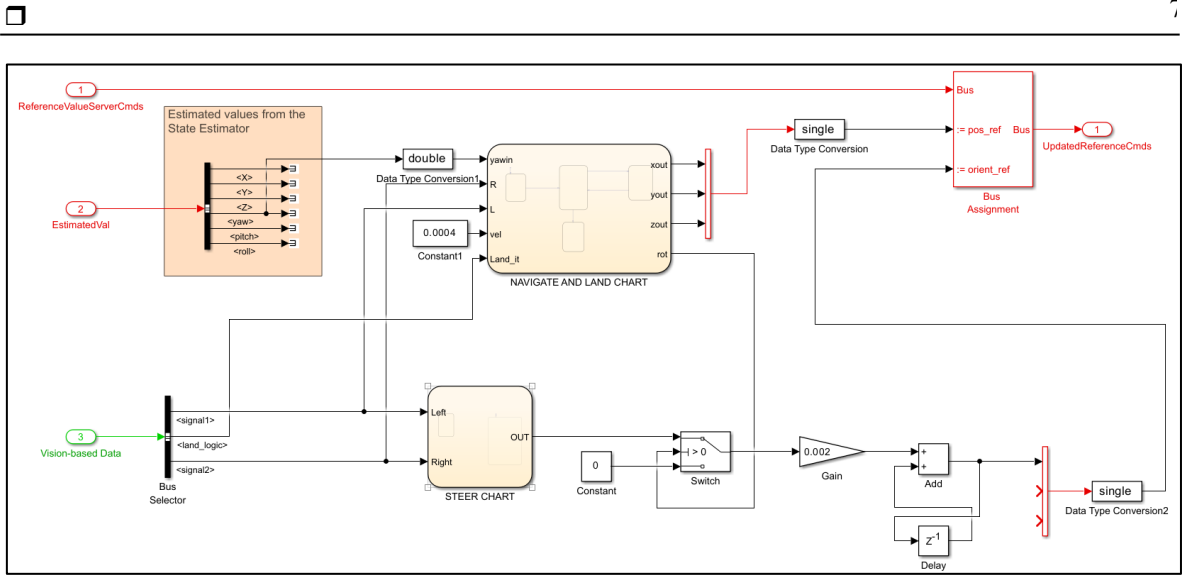 7
1
ReferenceValueServerCmds
Estimated values from the
State Estimator
<X>
<Y>
<Z>
<yaw>
<pitch>
<roll>
2
EstimatedVal
double
Data Type Conversion1
0.0004
Constant1
yawin
R
L
vel
Land_it
xout
yout
zout
rot
NAVIGATE AND LAND CHART
single
Data Type Conversion
Bus
:= pos_ref
Bus
:= orient_ref
Bus
Assignment
1
UpdatedReferenceCmds
3
Vision-based Data
<signal1>
<land_logic>
<signal2>
Bus
Selector
Left
Right
OUT
STEER CHART
0
Constant
> 0
Switch
0.002
Gain
+
+
Add
Z-1
Delay
single
Data Type Conversion2